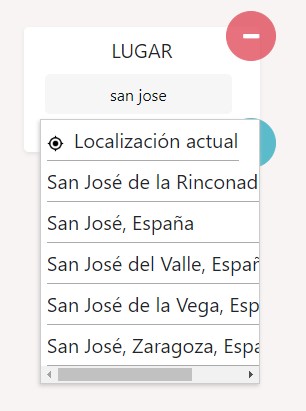 LUGAR
san jose
Localización actual
San José de la Rinconad
San José, España
San José del Valle, Españ
San José de la Vega, Esp
San José, Zaragoza, Espa